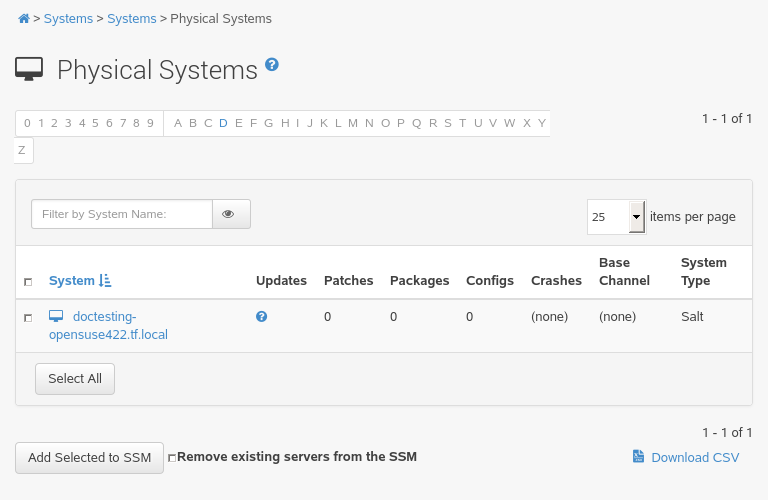 > Systems > Systems > Physical Systems
Physical Systems ?
0 1 2 3 4 5 6 7 8 9 A B C D E F G H I J K L M N O P Q R S T U V W X Y
1 - 1 of 1
Z
Filter by System Name:
25 items per page
System Updates Patches Packages Configs Crashes Base Channel System Type
doctesting-
opensuse422.tf.local
? 0 0 0 (none) (none) Salt
Select All
1 - 1 of 1
Add Selected to SSM Remove existing servers from the SSM
Download CSV